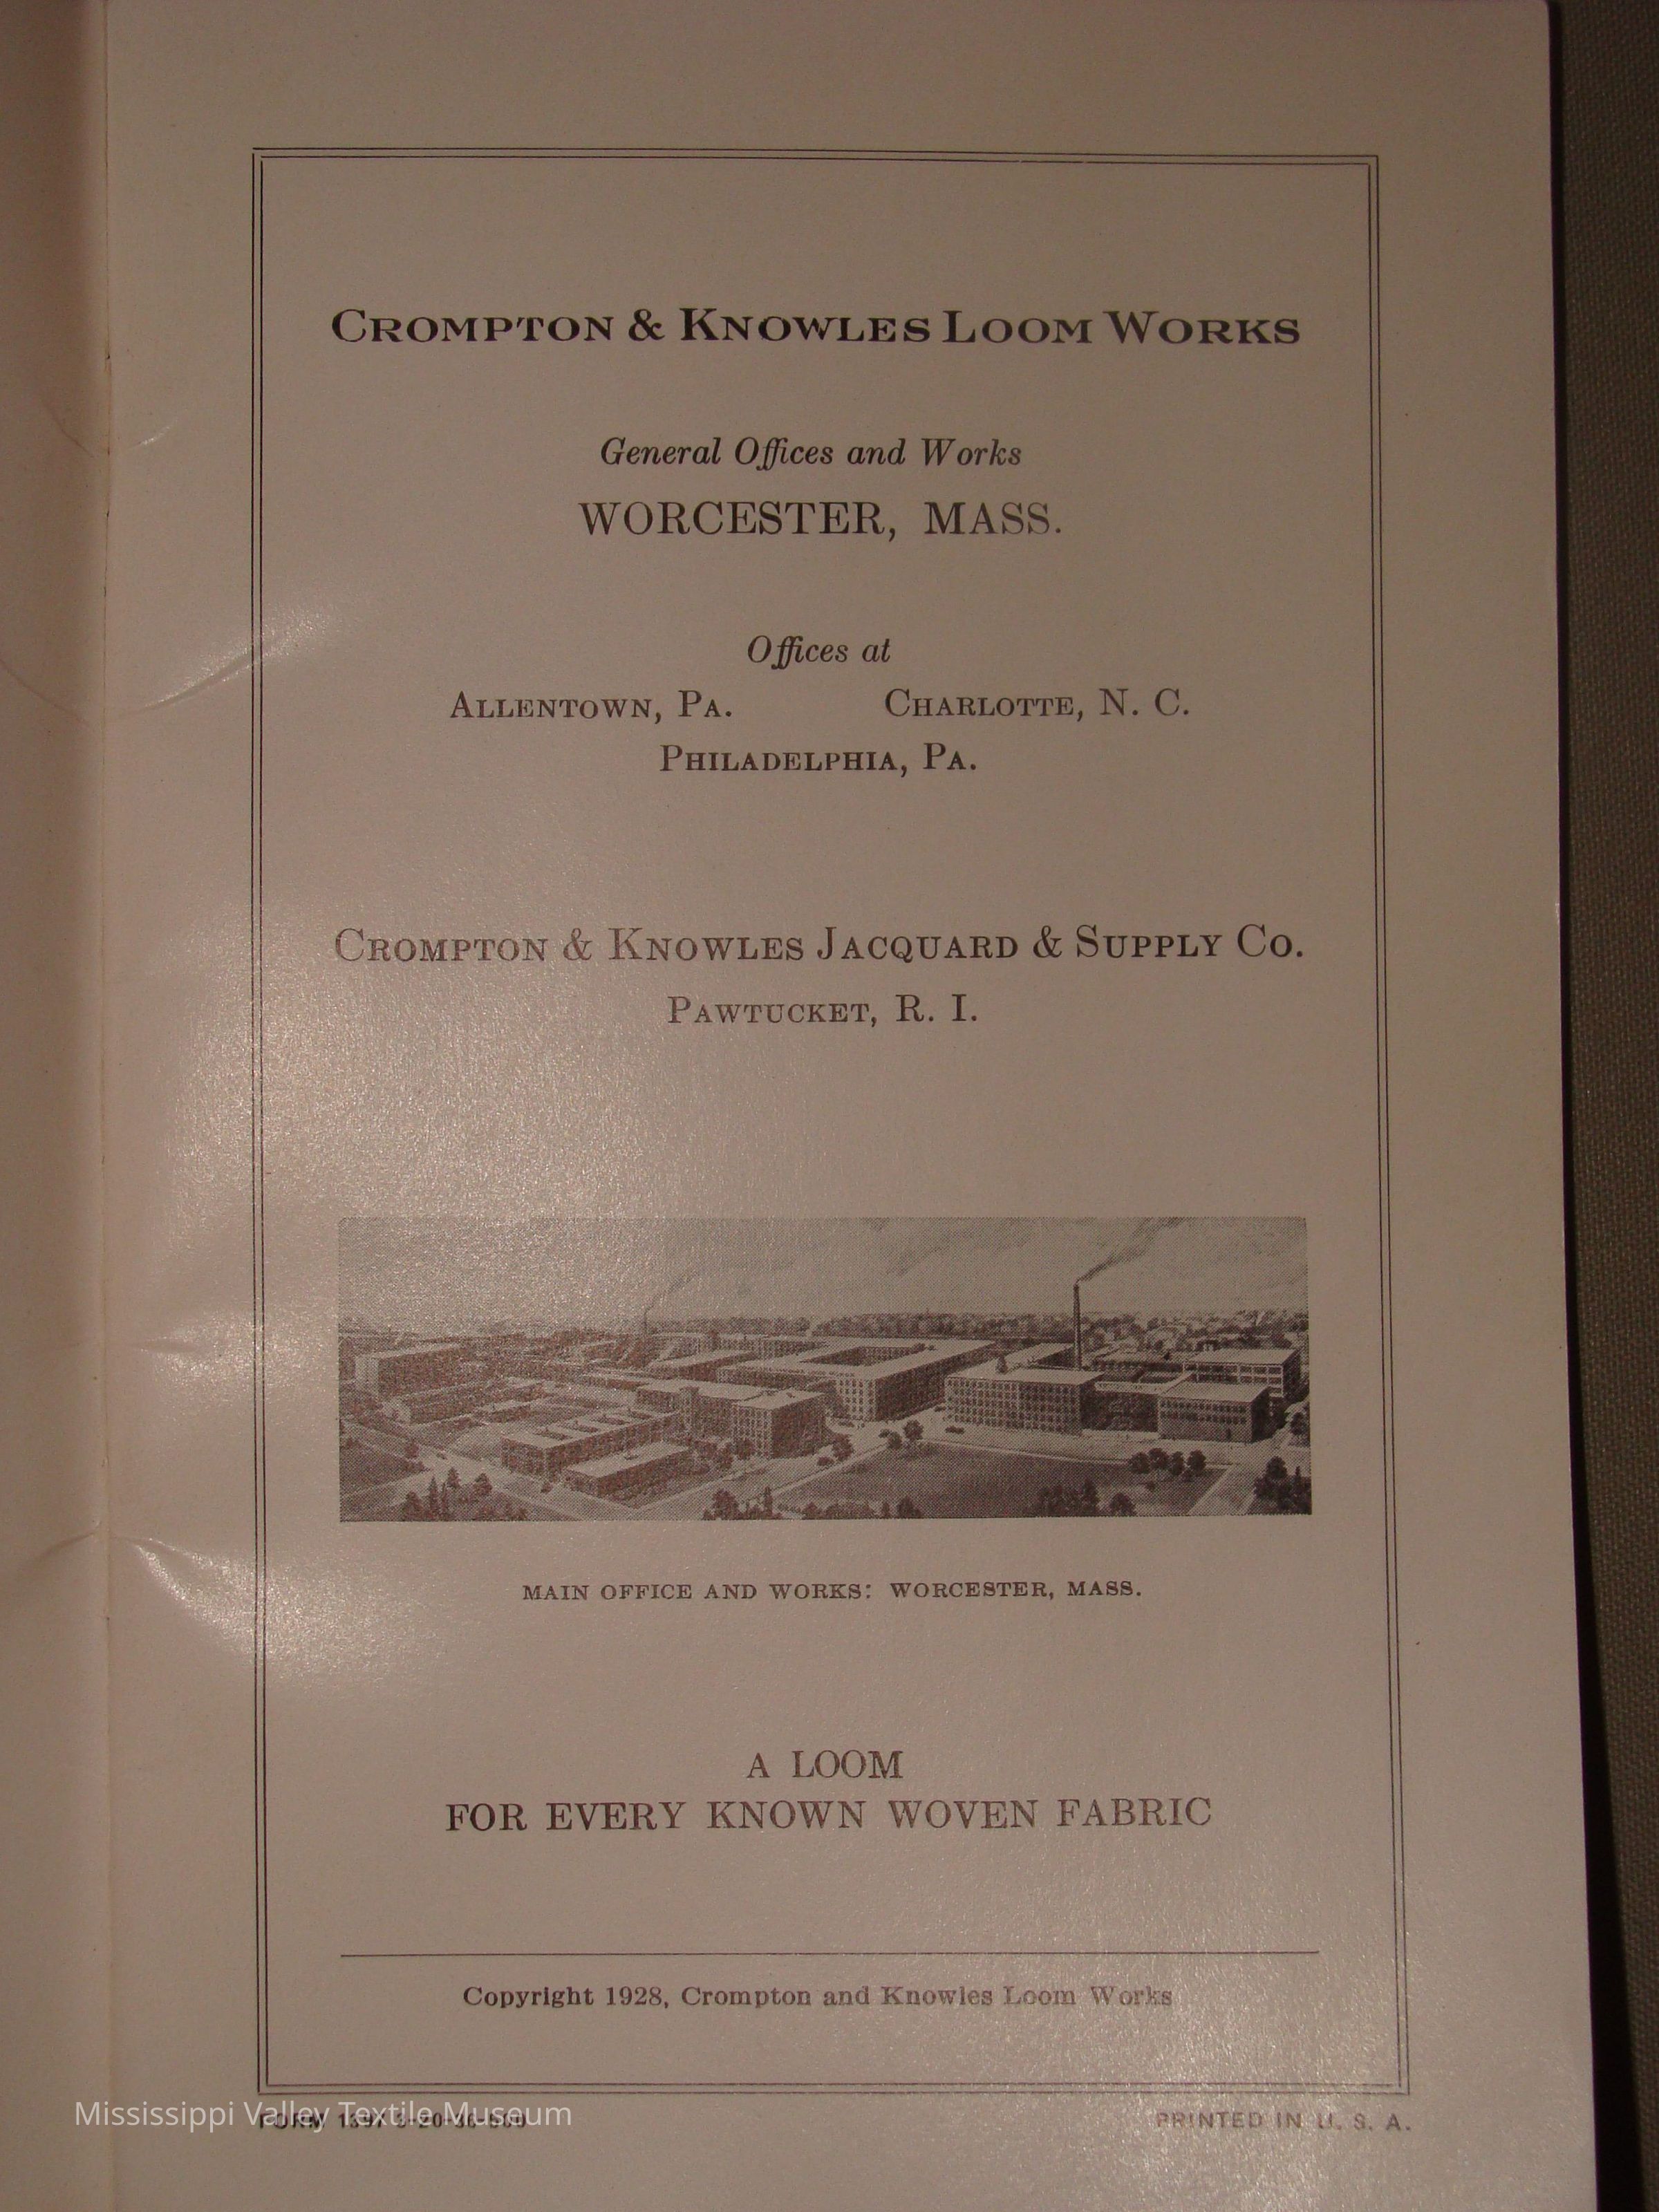 CROMPTON & KNOWLES LOOM WORKS
General Offices and Works
WORCESTER, MASS.
Offices at
ALLENTOWN, PA. CHARLOTTE, N. C.
PHILADELPHIA, PA.
CROMPTON & KNOWLES JACQUARD & SUPPLY CO.
PAWTUCKET, R. I.
MAIN OFFICE AND WORKS: WORCESTER, MASS.
A LOOM
FOR EVERY KNOWN WOVEN FABRIC
Copyright 1928, Crompton and Knowles Loom Works
Mississippi Valley Textile Museum
FORM
PRINTED IN U. S. A.